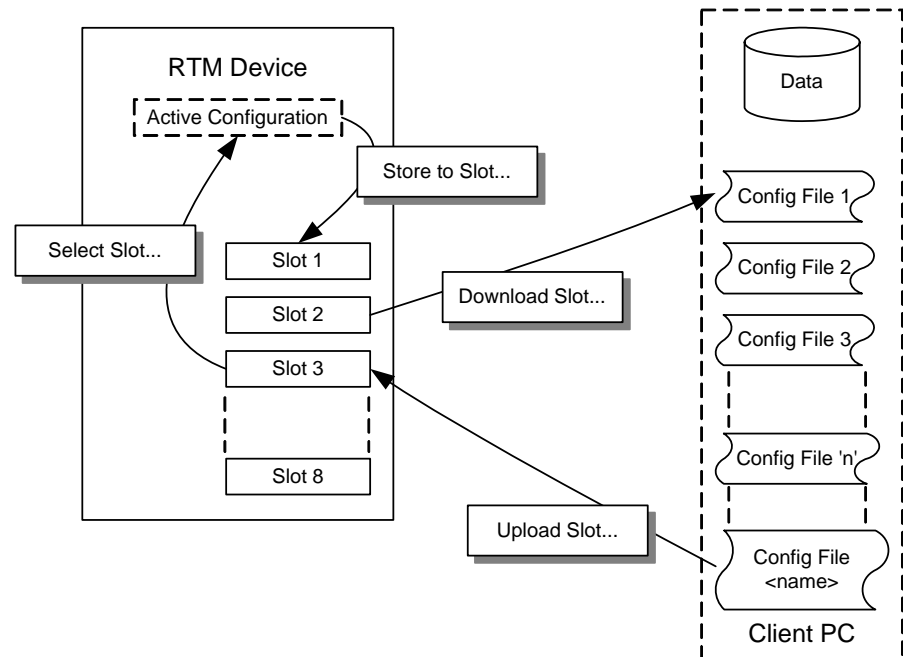 RTM Device
Active Configuration
Store to Slot...
Select Slot...
Slot 1
Slot 2
Download Slot...
Slot 3
Slot 8
Upload Slot...
Data
Config File 1
Config File 2
Config File 3
Config File 'n'
Config File
<name>
Client PC